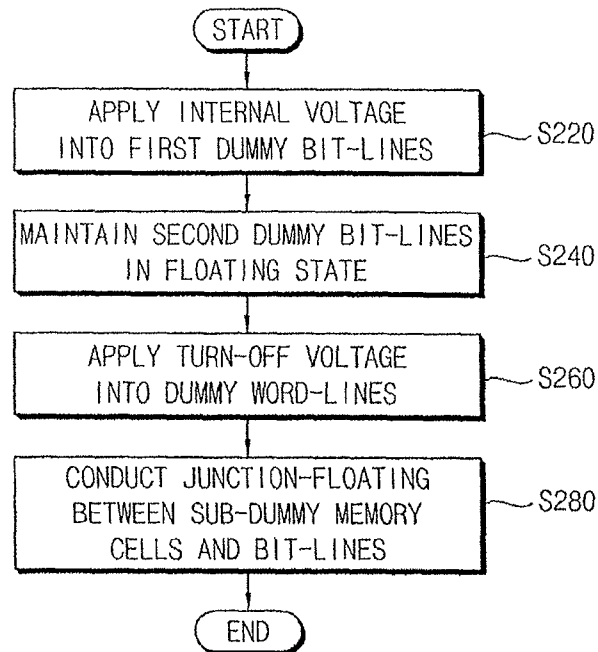 START
APPLY INTERNAL VOLTAGE
INTO FIRST DUMMY BIT-LINES
S220
MAINTAIN SECOND DUMMY BIT-LINES
IN FLOATING STATE
S240
APPLY TURN-OFF VOLTAGE
INTO DUMMY WORD-LINES
S260
CONDUCT JUNCTION-FLOATING
BETWEEN SUB-DUMMY MEMORY
CELLS AND BIT-LINES
S280
END